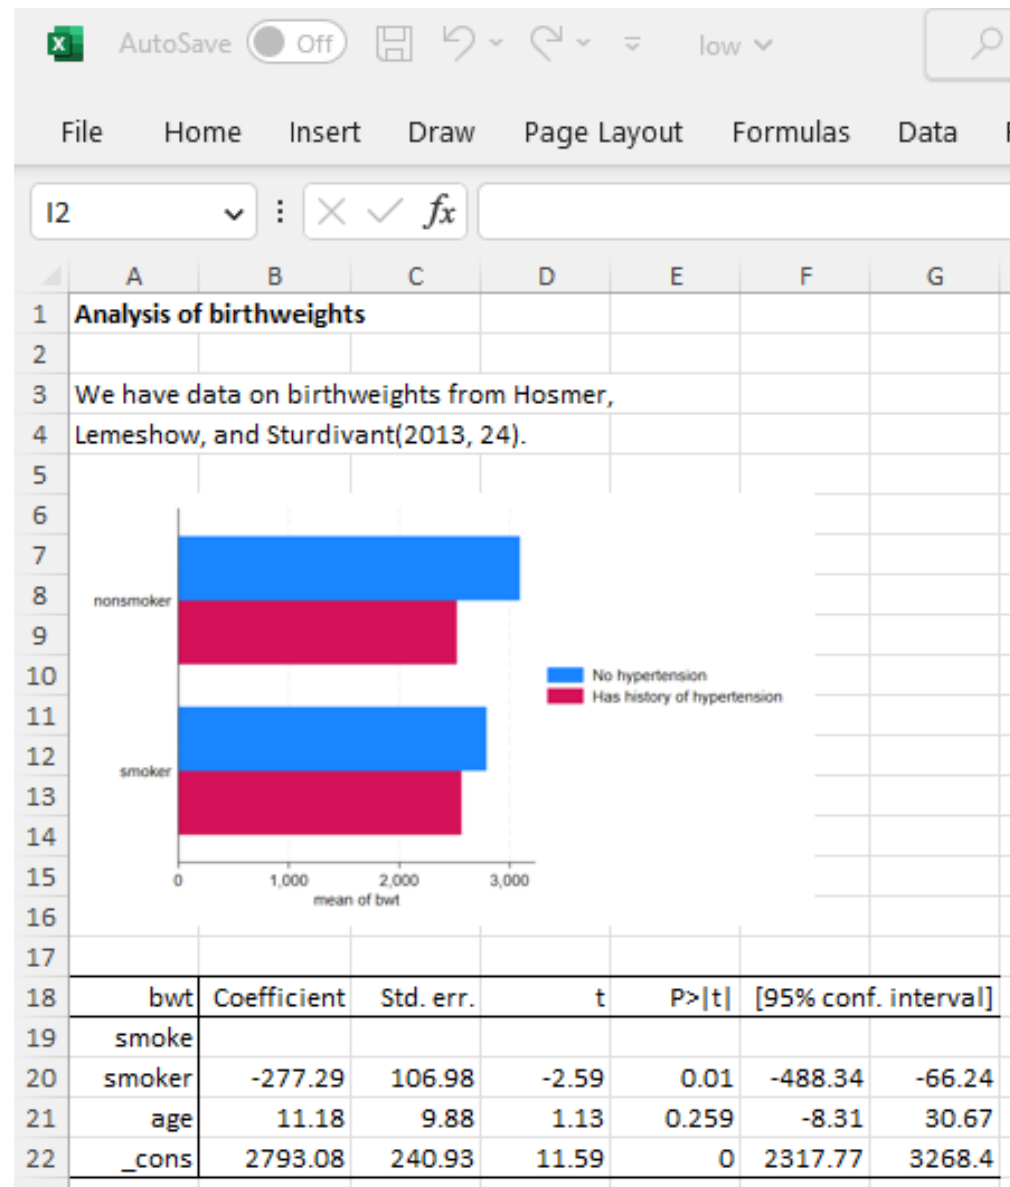 AutoSave Off low
File Home Insert Draw Page Layout Formulas Data
I2 fx
A B C D E F G
1 Analysis of birthweights
2
3 We have data on birthweights from Hosmer,
4 Lemeshow, and Sturdivant(2013, 24).
5
6
7
8 nonsmoker
9
10 No hypertension
Has history of hypertension
11
12
smoker
13
14
15 0 1,000 2,000 3,000
mean of bwt
16
17
18 bwt Coefficient Std. err. t P>|t| [95% conf. interval]
19 smoke
20 smoker -277.29 106.98 -2.59 0.01 -488.34 -66.24
21 age 11.18 9.88 1.13 0.259 -8.31 30.67
22 _cons 2793.08 240.93 11.59 0 2317.77 3268.4